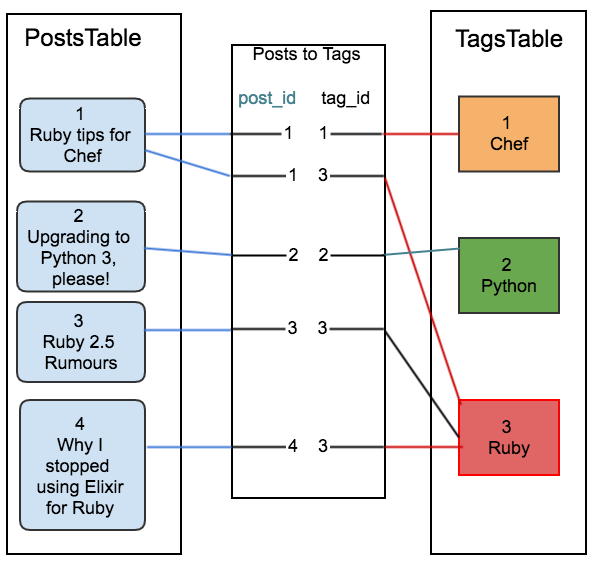 PostsTable
1
Ruby tips for
Chef
2
Upgrading to
Python 3,
please!
3
Ruby 2.5
Rumours
4
Why I
stopped
using Elixir
for Ruby
Posts to Tags
post_id tag_id
1 1
1 3
2 2
3 3
4 3
TagsTable
1
Chef
2
Python
3
Ruby